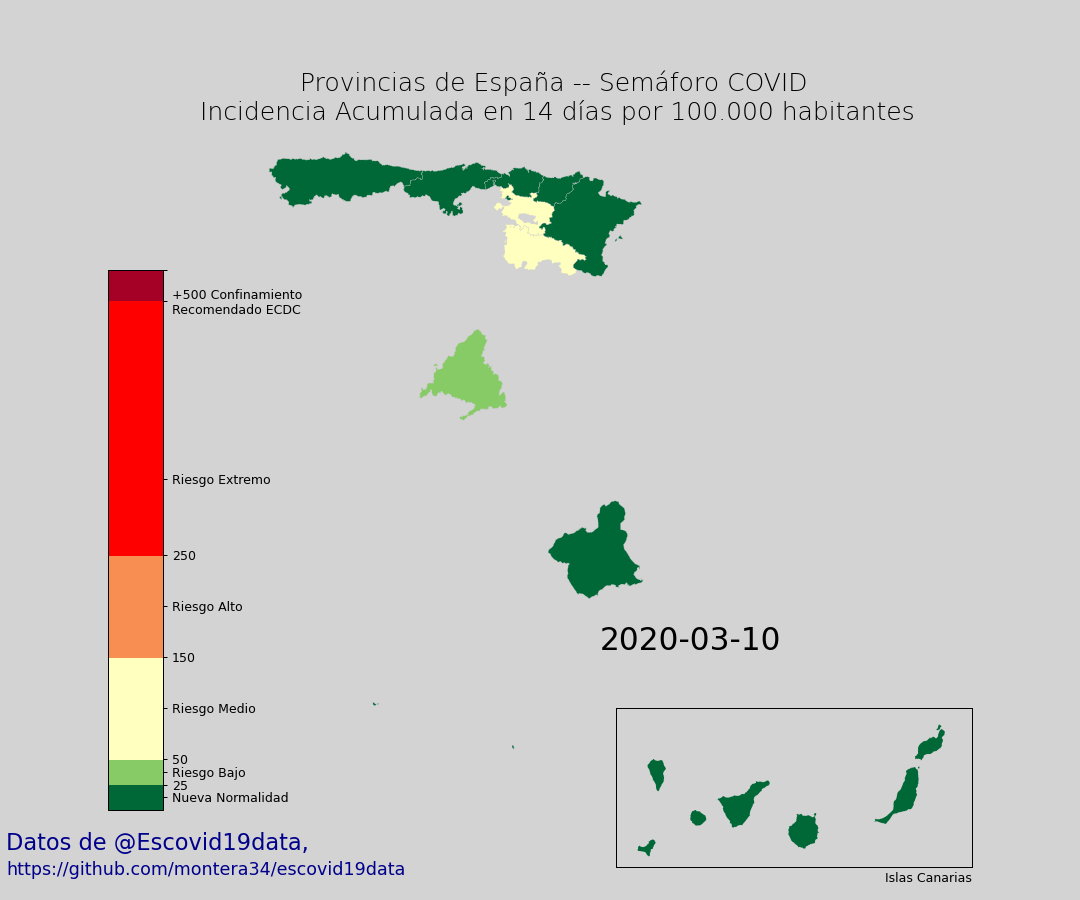 Provincias de España -- Semáforo COVID
Incidencia Acumulada en 14 días por 100.000 habitantes
+500 Confinamiento
Recomendado ECDC
Riesgo Extremo
250
Riesgo Alto
150
Riesgo Medio
50
Riesgo Bajo
25
Nueva Normalidad
2020-03-10
Islas Canarias
Datos de @Escovid19data,
https://github.com/montera34/escovid19data